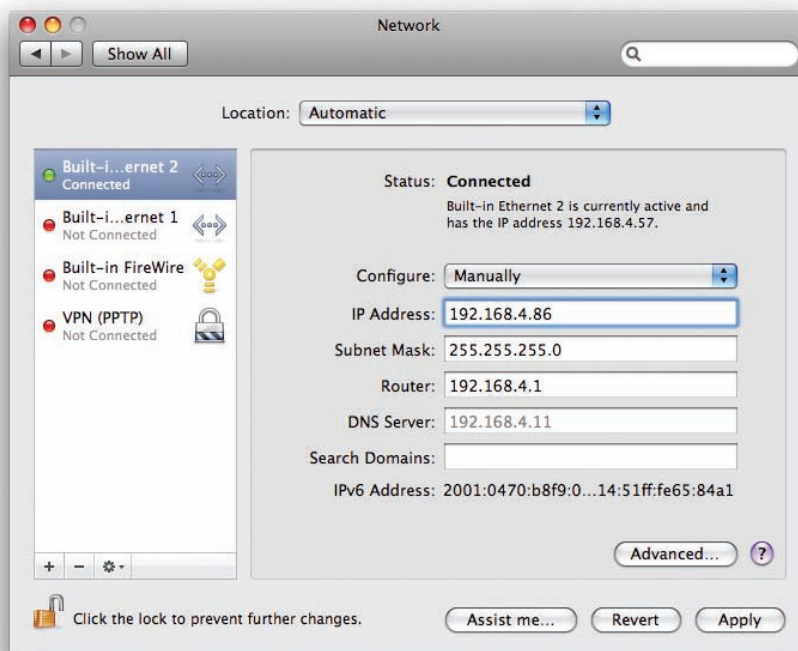 Network
Show All
Location: Automatic
Built-i...ernet 2
Connected
Built-i...ernet 1
Not Connected
Built-in FireWire
Not Connected
VPN (PPTP)
Not Connected
Status: Connected
Built-in Ethernet 2 is currently active and
has the IP address 192.168.4.57.
Configure: Manually
IP Address: 192.168.4.86
Subnet Mask: 255.255.255.0
Router: 192.168.4.1
DNS Server: 192.168.4.11
Search Domains:
IPv6 Address: 2001:0470:b8f9:0...14:51ff:fe65:84a1
Advanced... ?
Click the lock to prevent further changes.
Assist me... Revert Apply